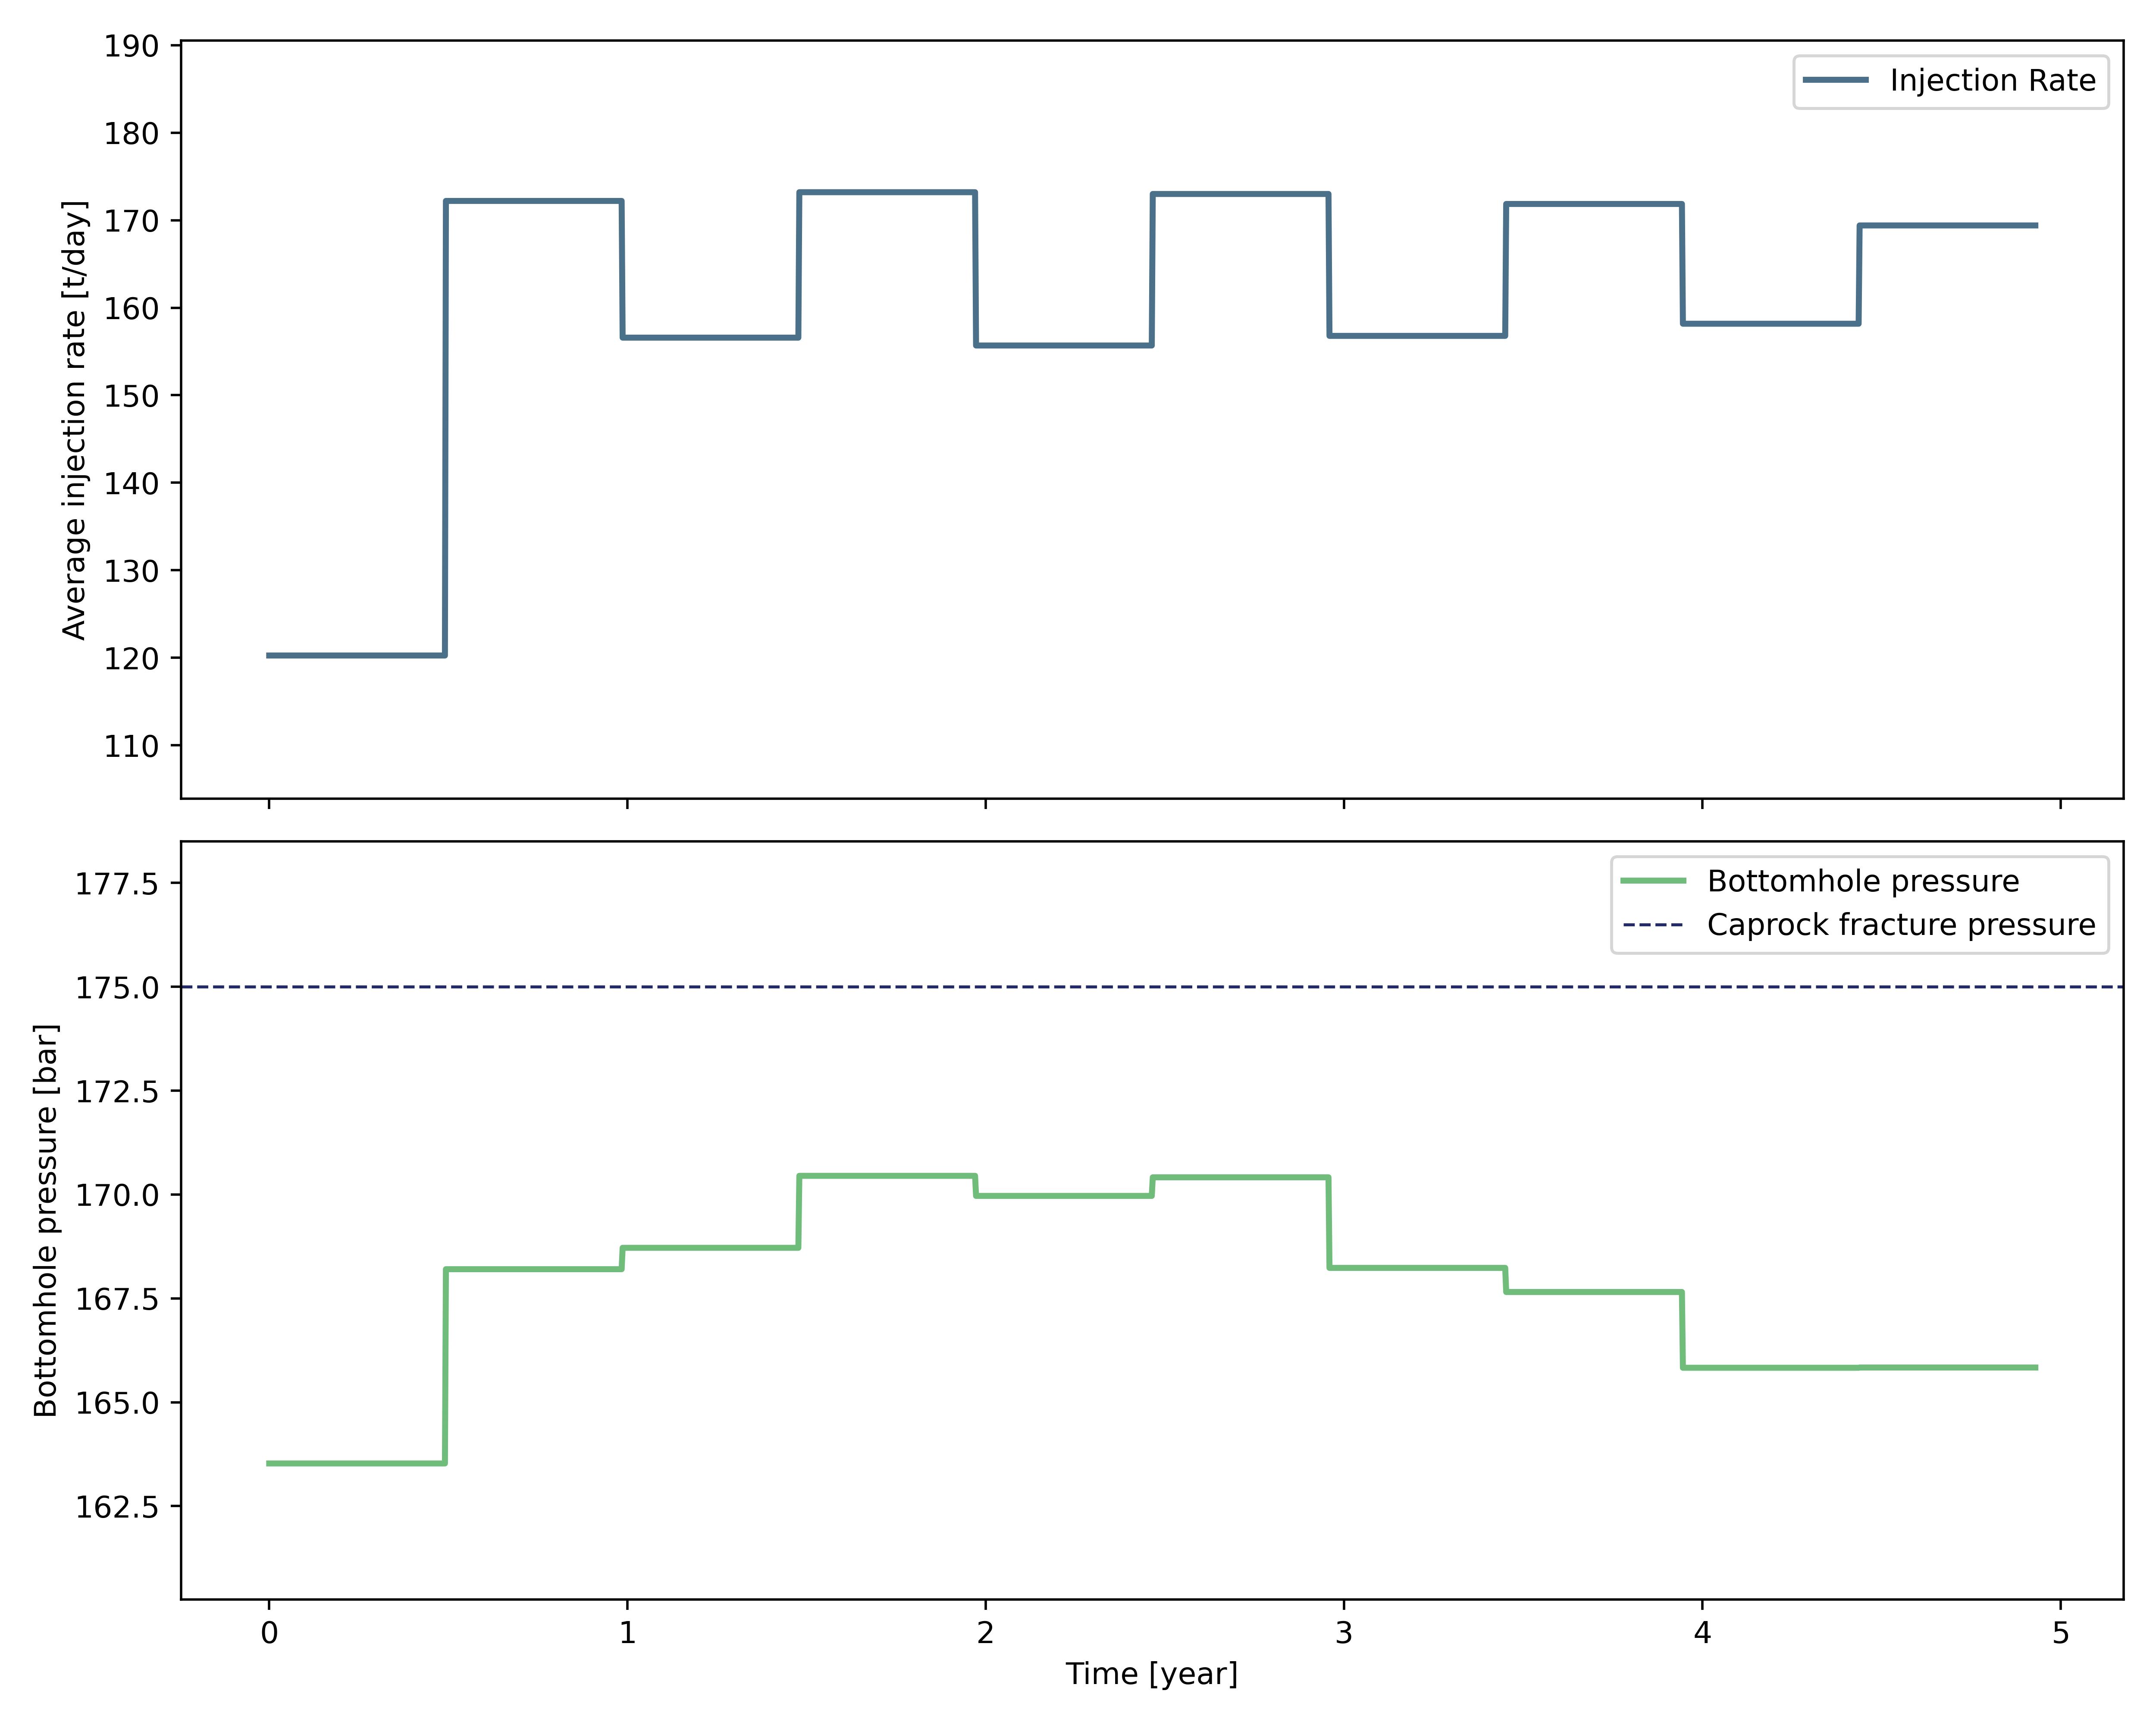 190
180
170
160
150
140
130
120
110
Average injection rate [t/day]
Injection Rate
177.5
175.0
172.5
170.0
167.5
165.0
162.5
Bottomhole pressure [bar]
Bottomhole pressure
Caprock fracture pressure
0 1 2 3 4 5
Time [year]